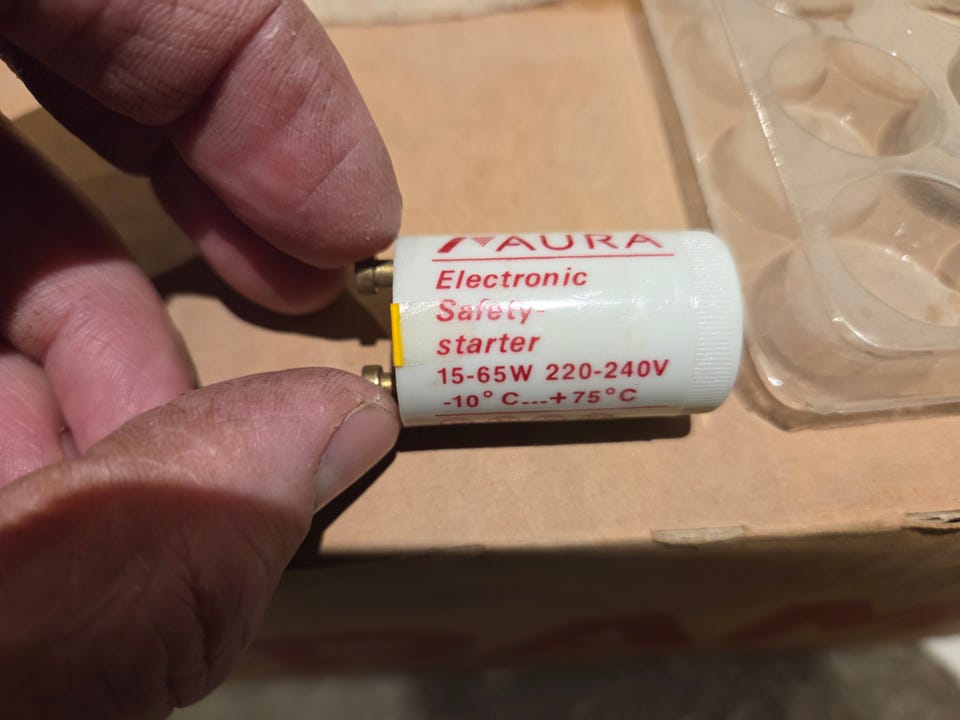 AURA
Electronic
Safety-
starter
15-65W 220-240V
-10°C...+75°C